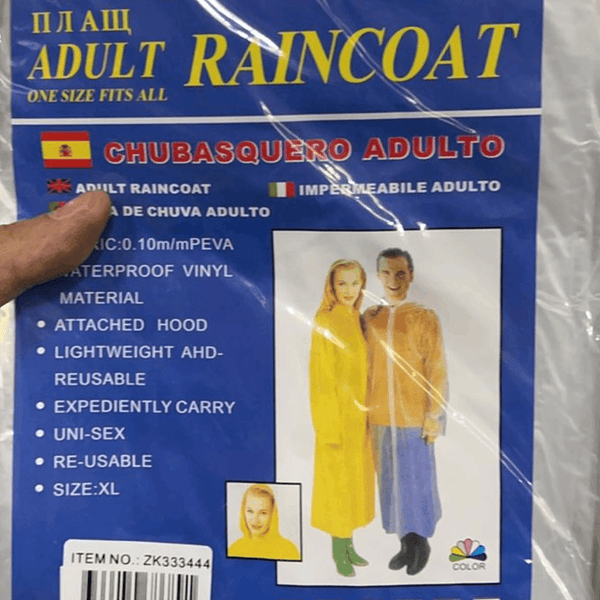 ПЛАЩ
ADULT RAINCOAT
ONE SIZE FITS ALL
CHUBASQUERO ADULTO
ADULT RAINCOAT
IMPERMEABILE ADULTO
DE CHUVA ADULTO
:0.10m/mPEVA
WATERPROOF VINYL
MATERIAL
• ATTACHED HOOD
• LIGHTWEIGHT AHD-
REUSABLE
• EXPEDIENTLY CARRY
• UNI-SEX
• RE-USABLE
• SIZE:XL
COLOR
ITEM NO.: ZK333444